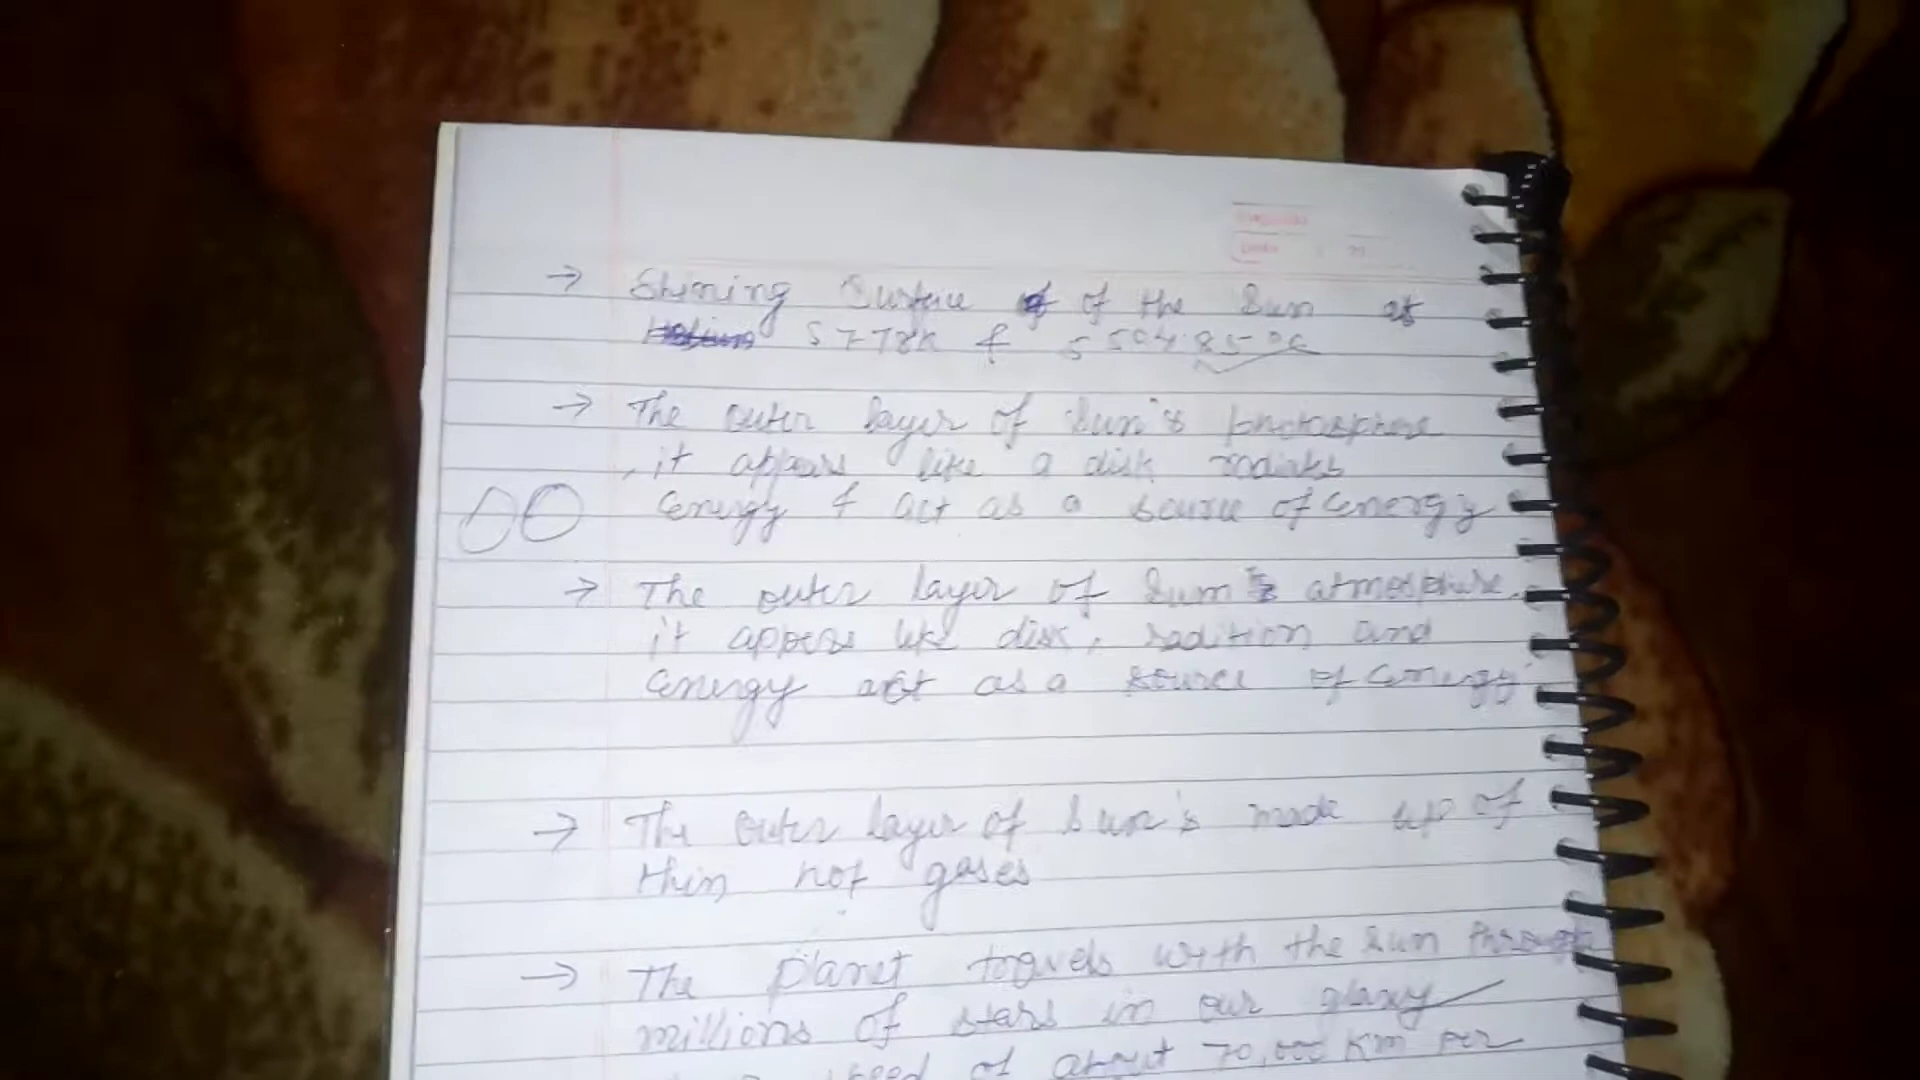 → Shining Surface of of the Sun at
5778K & 5504.85°C
→ The outer layer of Sun's photosphere
, it appears like a disk radiats
Energy & act as a source of Energy
→ The outer layer of Sun's atmosphere.
it appears like disk, radition and
Energy act as a source of Energy
→ The outer layer of Sun's made up of
thin hot gases
→ The planet travels with the Sun through
millions of stars in our glaxy
speed of about 70,000 Km per